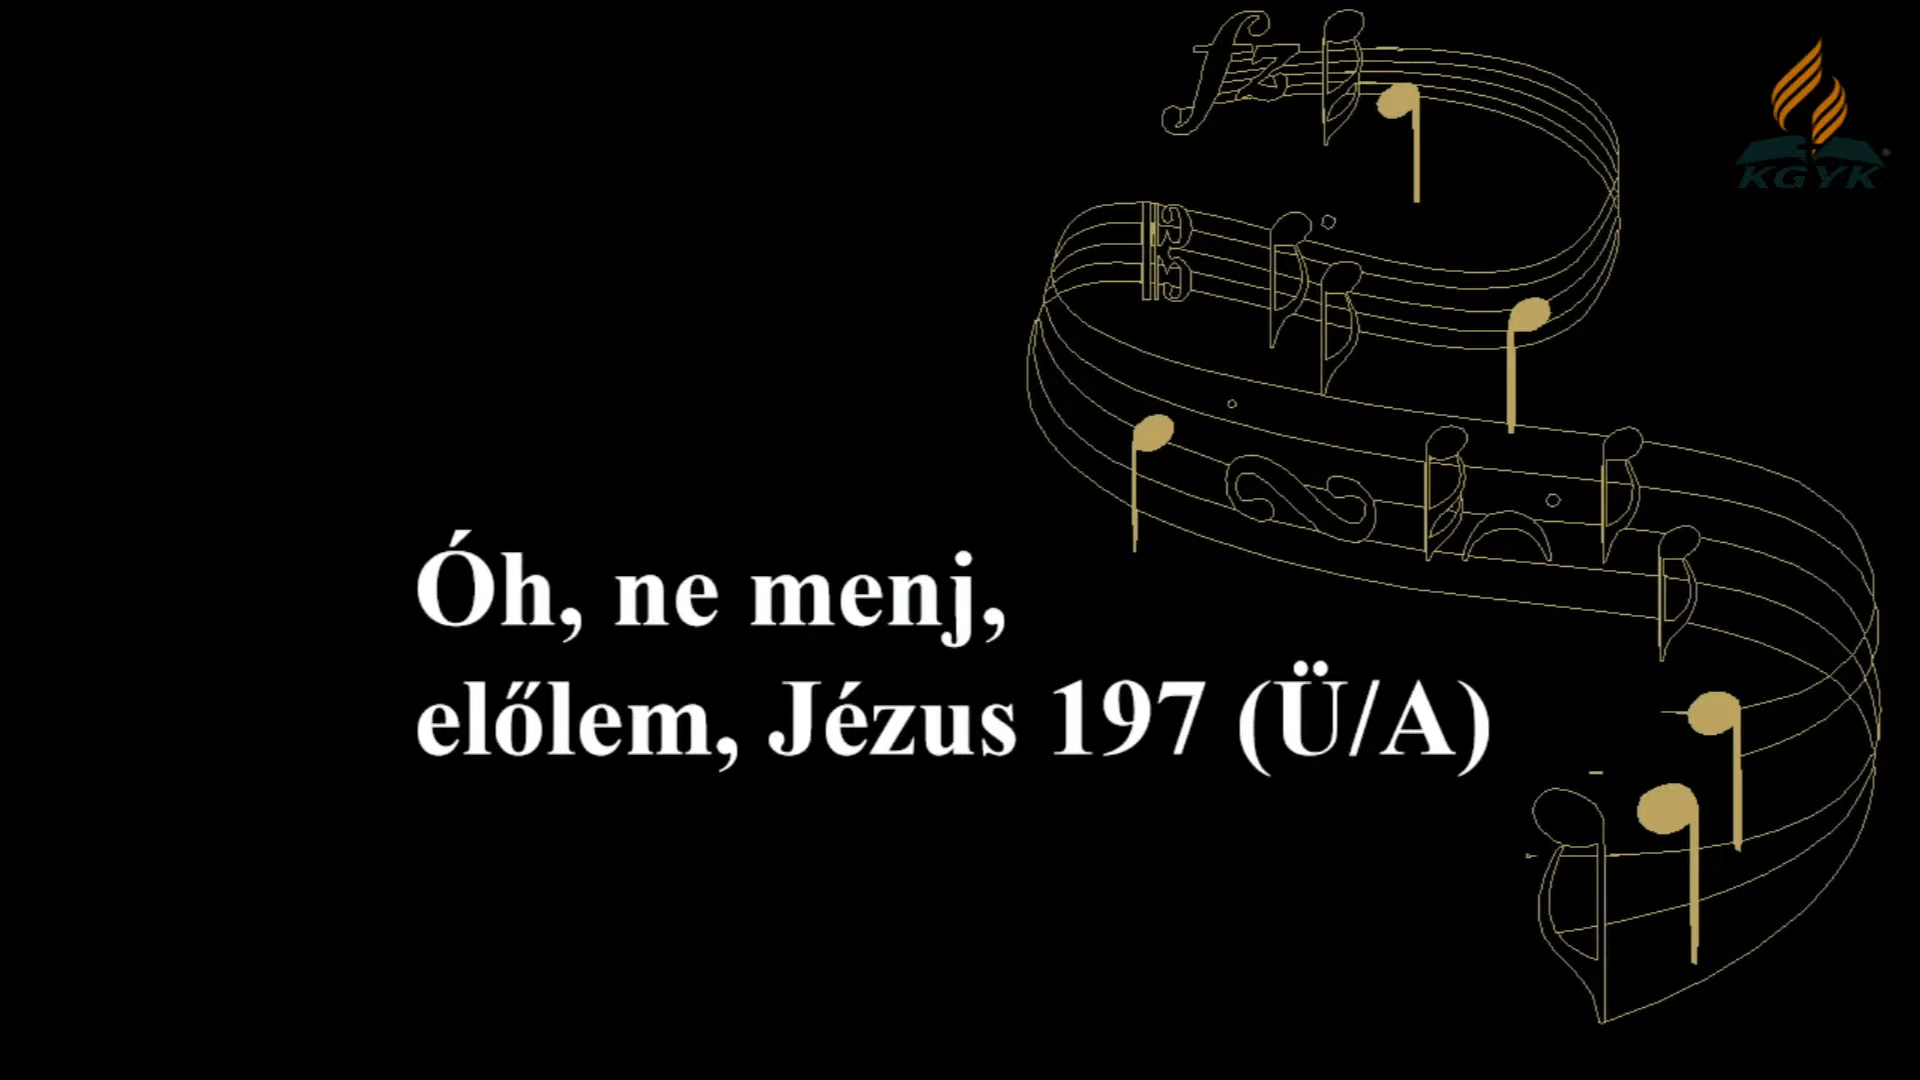 KGYK
Óh, ne menj,
előlem, Jézus 197 (Ü/A)